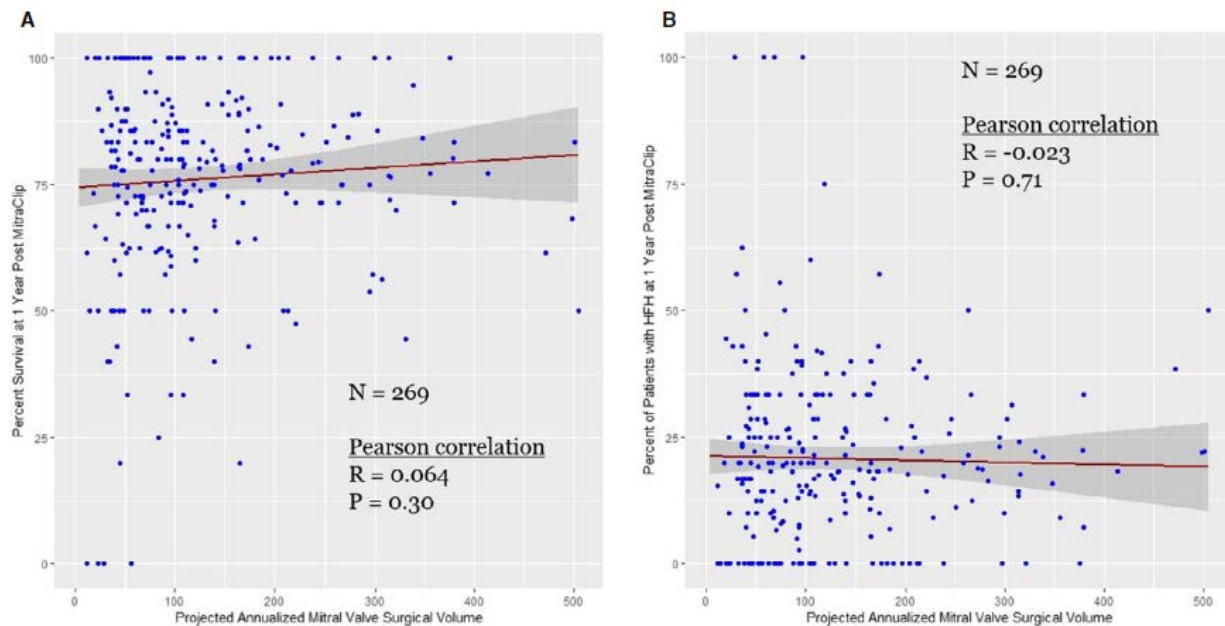 A
Percent Survival at 1 Year Post MitraClip
100
75
50
25
0
N = 269
Pearson correlation
R = 0.064
P = 0.30
0 100 200 300 400 500
Projected Annualized Mitral Valve Surgical Volume
B
Percent of Patients with HFH at 1 Year Post MitraClip
100
75
50
25
0
N = 269
Pearson correlation
R = -0.023
P = 0.71
0 100 200 300 400 500
Projected Annualized Mitral Valve Surgical Volume